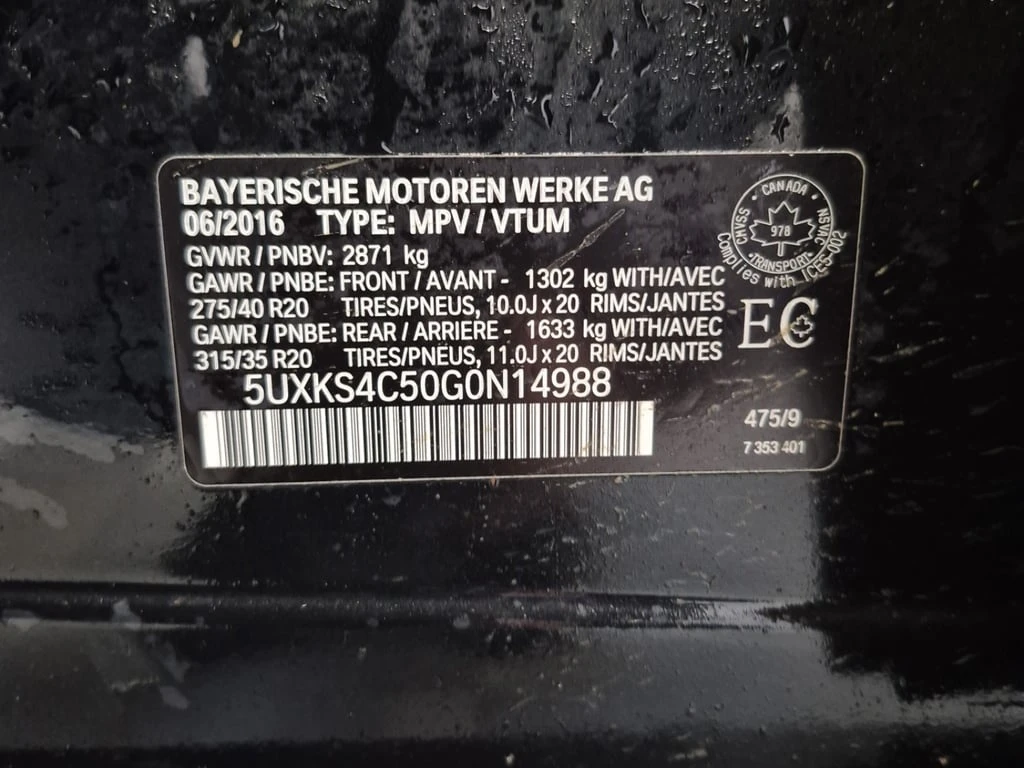 BAYERISCHE MOTOREN WERKE AG
06/2016 TYPE: MPV / VTUM
GVWR / PNBV: 2871 kg
GAWR / PNBE: FRONT / AVANT - 1302 kg WITH/AVEC
275/40 R20 TIRES/PNEUS, 10.0J x 20 RIMS/JANTES
GAWR / PNBE: REAR / ARRIERE - 1633 kg WITH/AVEC
315/35 R20 TIRES/PNEUS, 11.0J x 20 RIMS/JANTES
5UXKS4C50G0N14988
CANADA
CMVSS
978
NSVAC
TRANSPORT
Complies with ICES-002
EC
475/9
7 353 401